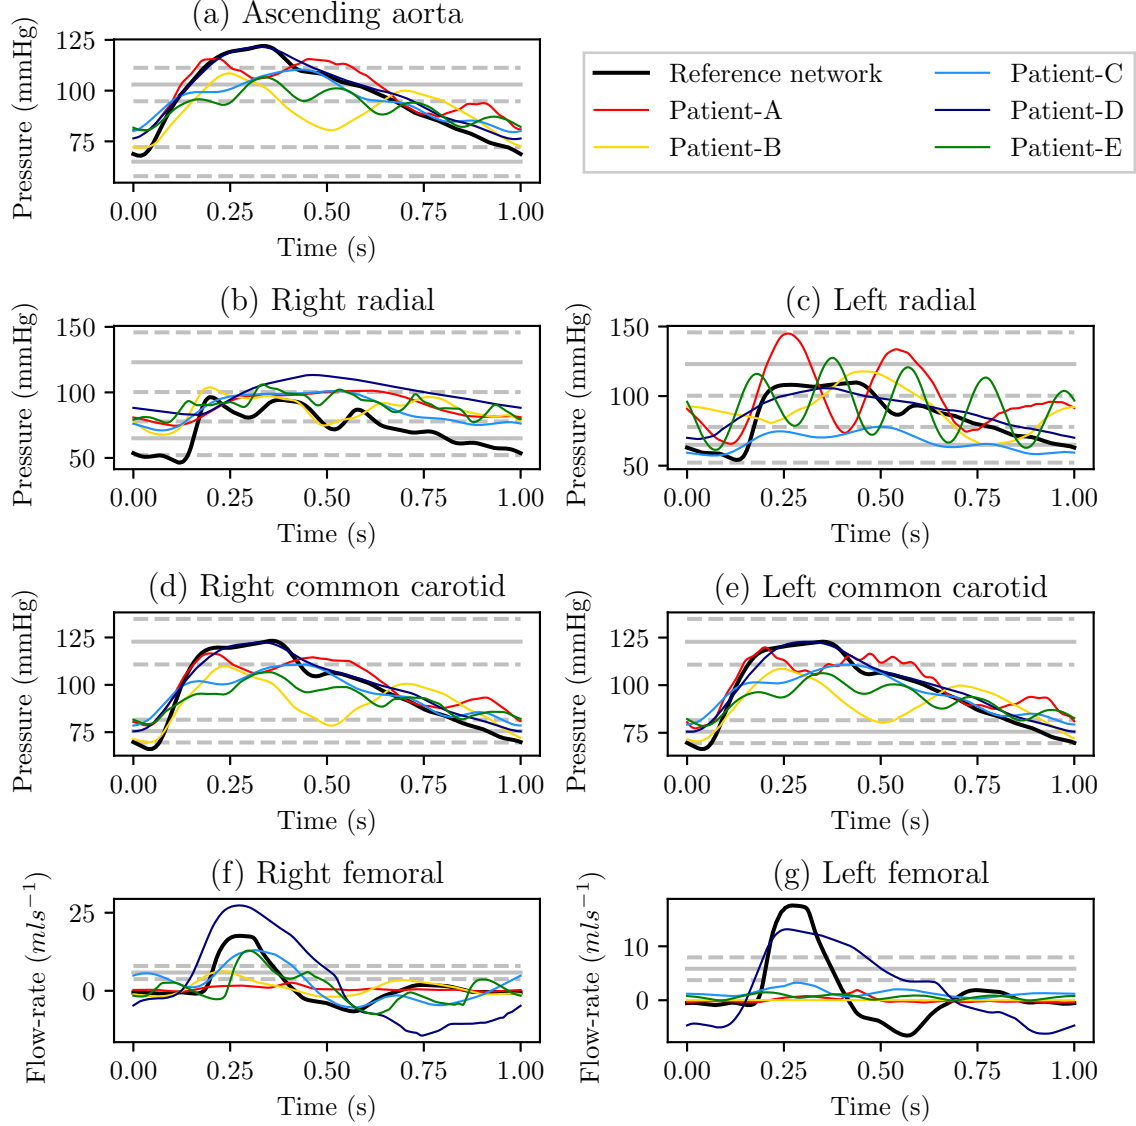 (a) Ascending aorta
Pressure (mmHg)
125
100
75
0.00 0.25 0.50 0.75 1.00
Time (s)
Reference network
Patient-A
Patient-B
Patient-C
Patient-D
Patient-E
(b) Right radial
Pressure (mmHg)
150
100
50
0.00 0.25 0.50 0.75 1.00
Time (s)
(c) Left radial
Pressure (mmHg)
150
100
50
0.00 0.25 0.50 0.75 1.00
Time (s)
(d) Right common carotid
Pressure (mmHg)
125
100
75
0.00 0.25 0.50 0.75 1.00
Time (s)
(e) Left common carotid
Pressure (mmHg)
125
100
75
0.00 0.25 0.50 0.75 1.00
Time (s)
(f) Right femoral
Flow-rate (mls⁻¹)
25
0
0.00 0.25 0.50 0.75 1.00
Time (s)
(g) Left femoral
Flow-rate (mls⁻¹)
10
0
0.00 0.25 0.50 0.75 1.00
Time (s)